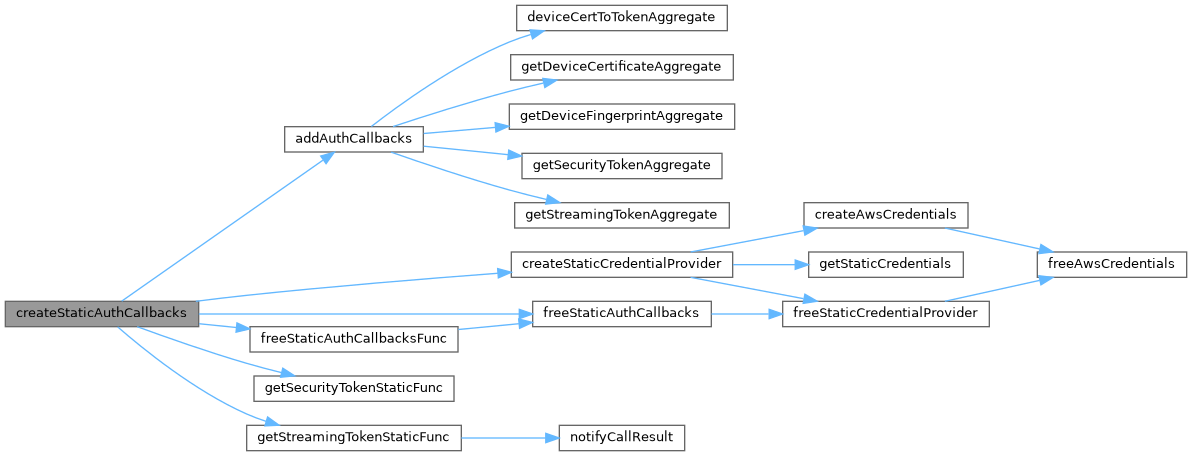 deviceCertToTokenAggregate
getDeviceCertificateAggregate
getDeviceFingerprintAggregate
addAuthCallbacks
getSecurityTokenAggregate
getStreamingTokenAggregate
createAwsCredentials
createStaticCredentialProvider
getStaticCredentials
freeAwsCredentials
createStaticAuthCallbacks
freeStaticAuthCallbacks
freeStaticCredentialProvider
freeStaticAuthCallbacksFunc
getSecurityTokenStaticFunc
getStreamingTokenStaticFunc
notifyCallResult